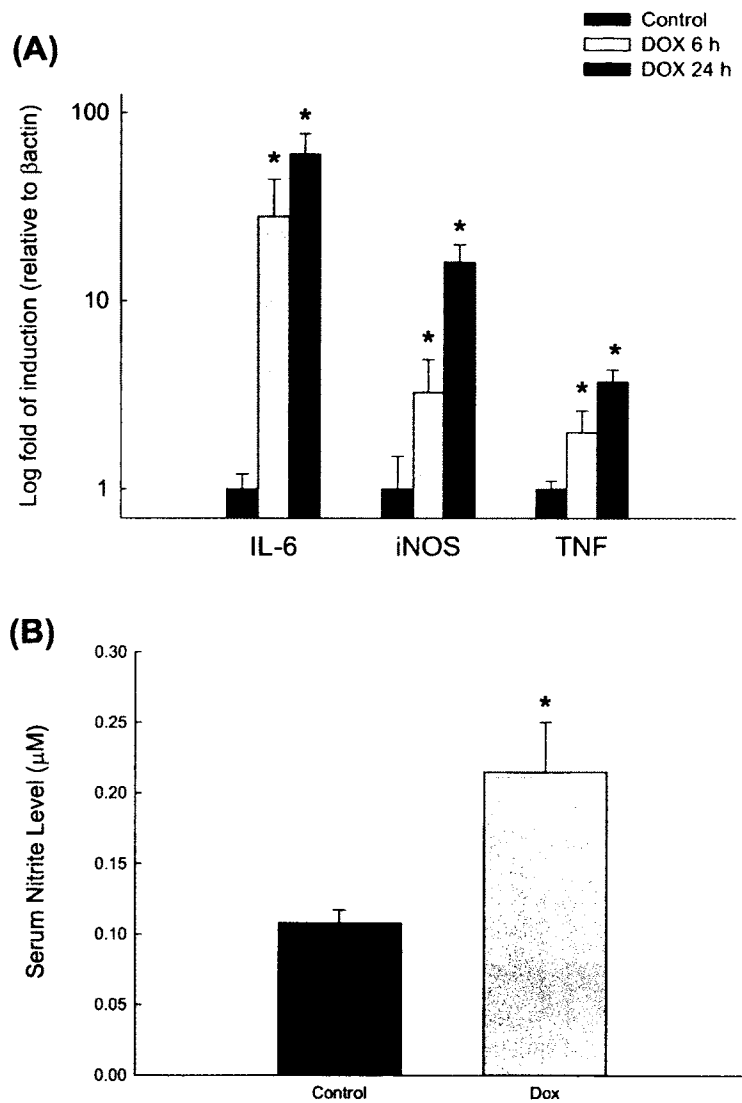 Control
DOX 6 h
DOX 24 h
(A)
Log fold of induction (relative to βactin)
100
10
1
*
*
*
*
*
*
IL-6
iNOS
TNF
(B)
Serum Nitrite Level (μM)
0.30
0.25
0.20
0.15
0.10
0.05
0.00
*
Control
Dox